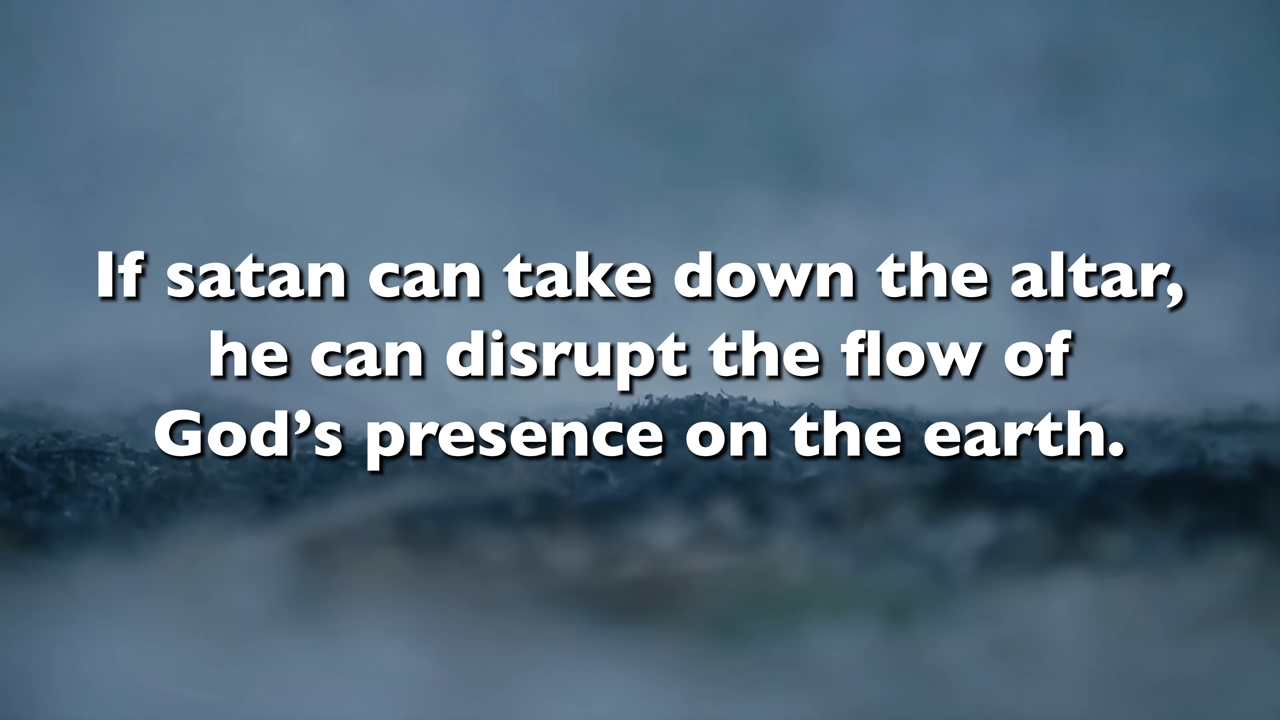 If satan can take down the altar,
he can disrupt the flow of
God’s presence on the earth.